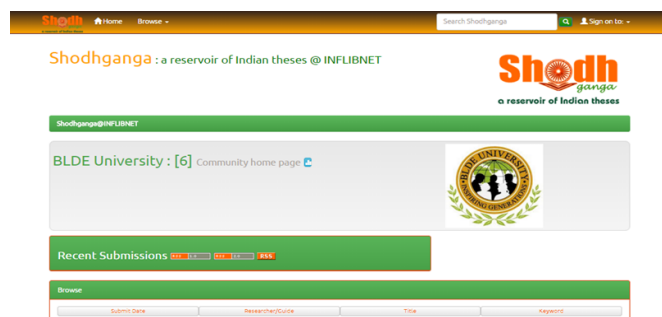 Shodh
Home Browse Search Shodhganga Sign on to:
Shodhganga : a reservoir of Indian theses @ INFLIBNET
Shodh
ganga
a reservoir of Indian theses
Shodhganga@INFLIBNET
BLDE University : [6] Community home page
BLDE UNIVERSITY
INSPIRING GENERATIONS
Recent Submissions RSS
Browse
Submit Date Researcher/Guide Title Keyword